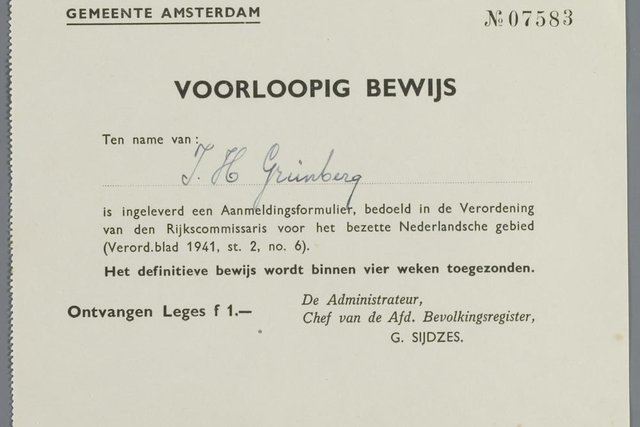 GEMEENTE AMSTERDAM
№ 07583
VOORLOOPIG BEWIJS
Ten name van:
J. H Grünberg
is ingeleverd een Aanmeldingsformulier, bedoeld in de Verordening
van den Rijkscommissaris voor het bezette Nederlandsche gebied
(Verord.blad 1941, st. 2, no. 6).
Het definitieve bewijs wordt binnen vier weken toegezonden.
Ontvangen Leges f 1.—
De Administrateur,
Chef van de Afd. Bevolkingsregister,
G. SIJDZES.